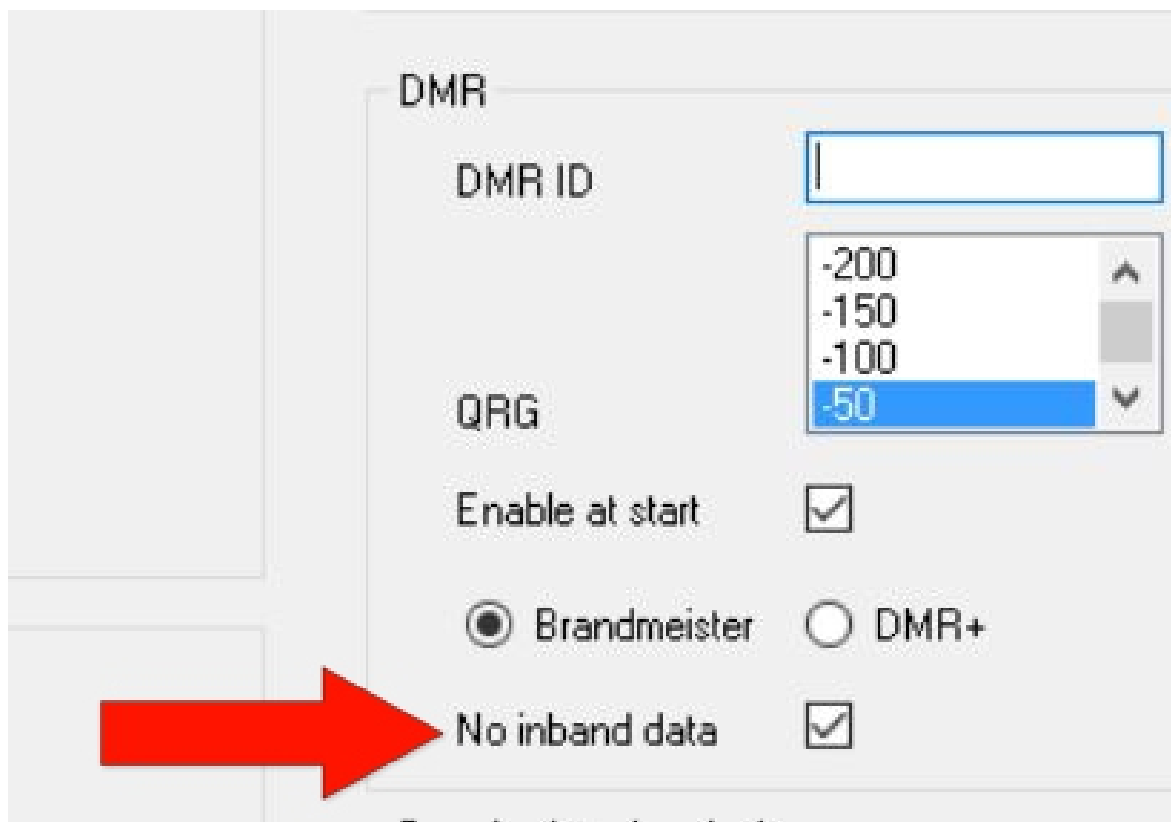 DMR
DMR ID
-200
-150
-100
-50
QRG
Enable at start
Brandmeister DMR+
No inband data